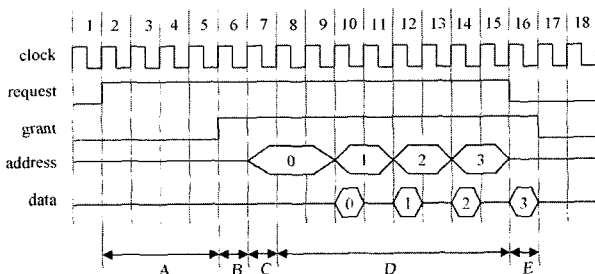 1 2 3 4 5 6 7 8 9 10 11 12 13 14 15 16 17 18
clock
request
grant
address 0 1 2 3
data 0 1 2 3
A B C D E